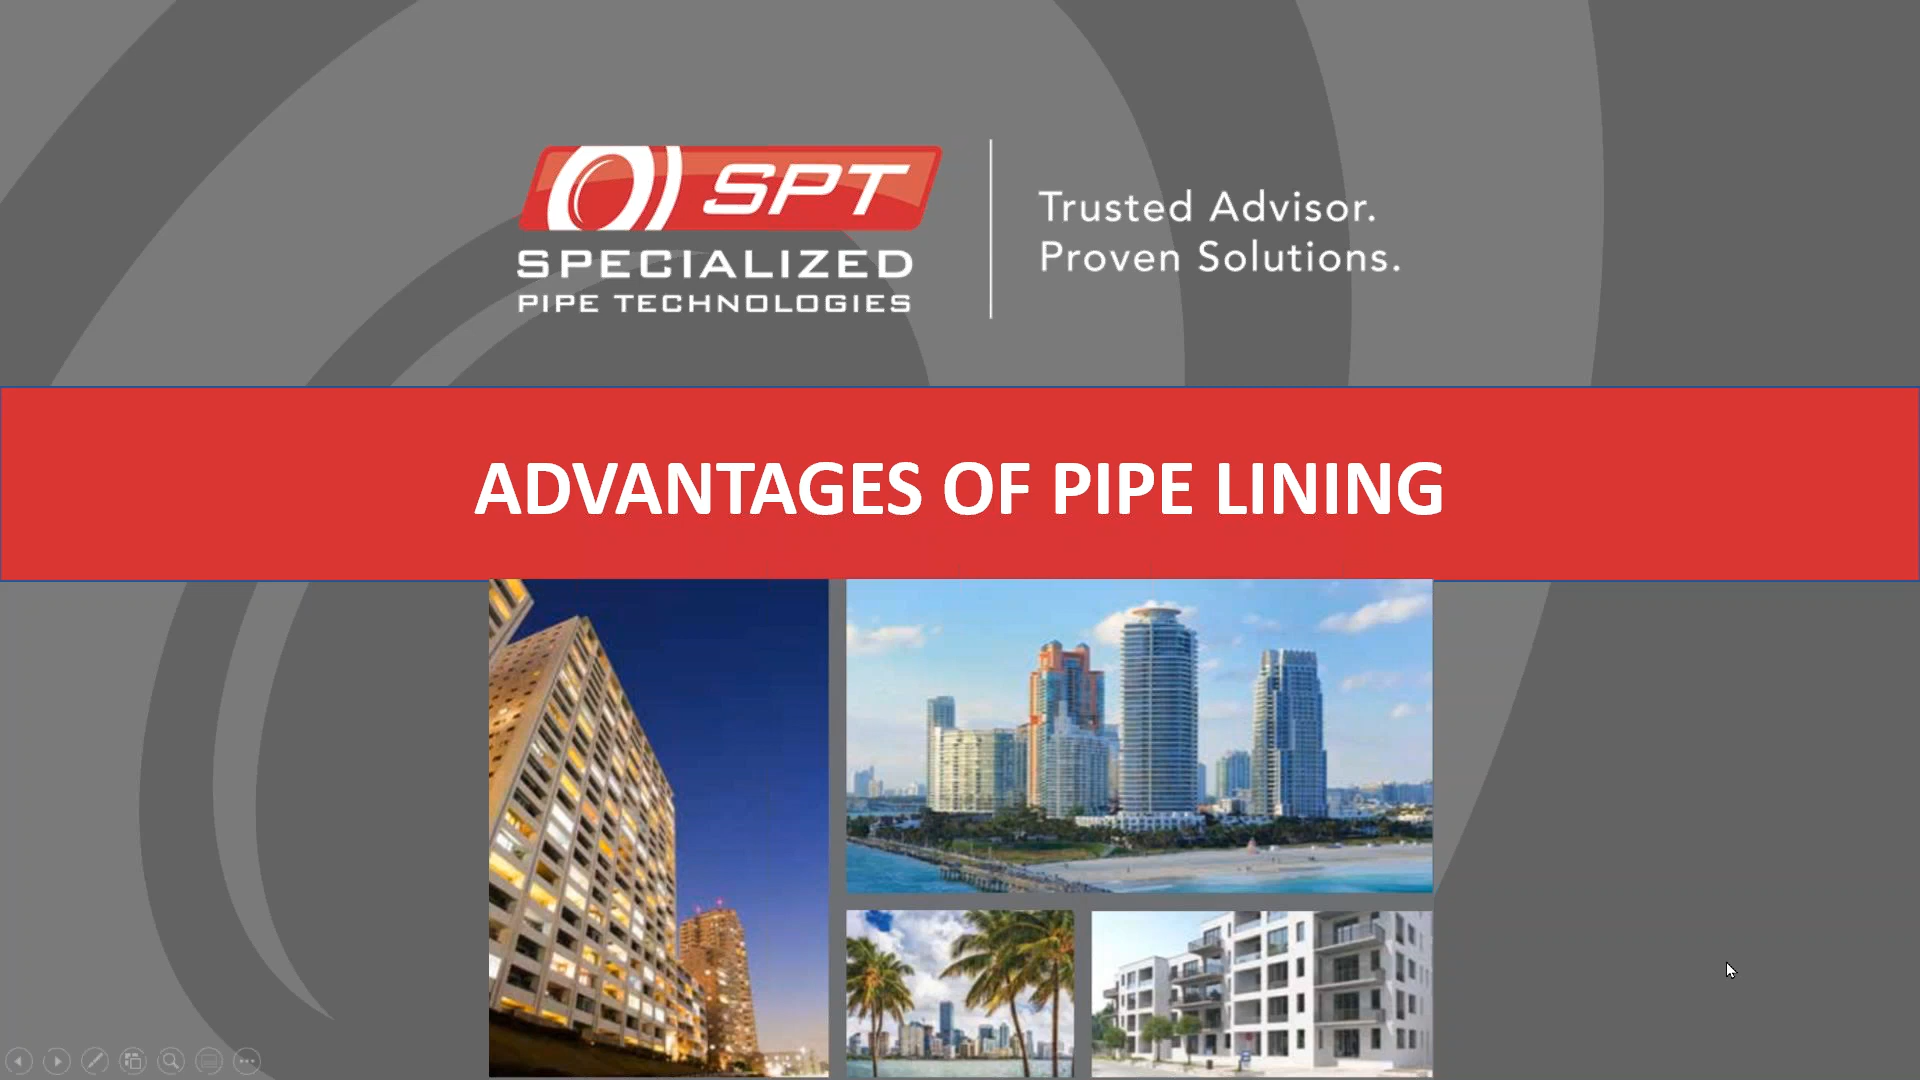 SPT
SPECIALIZED
PIPE TECHNOLOGIES
Trusted Advisor.
Proven Solutions.
ADVANTAGES OF PIPE LINING